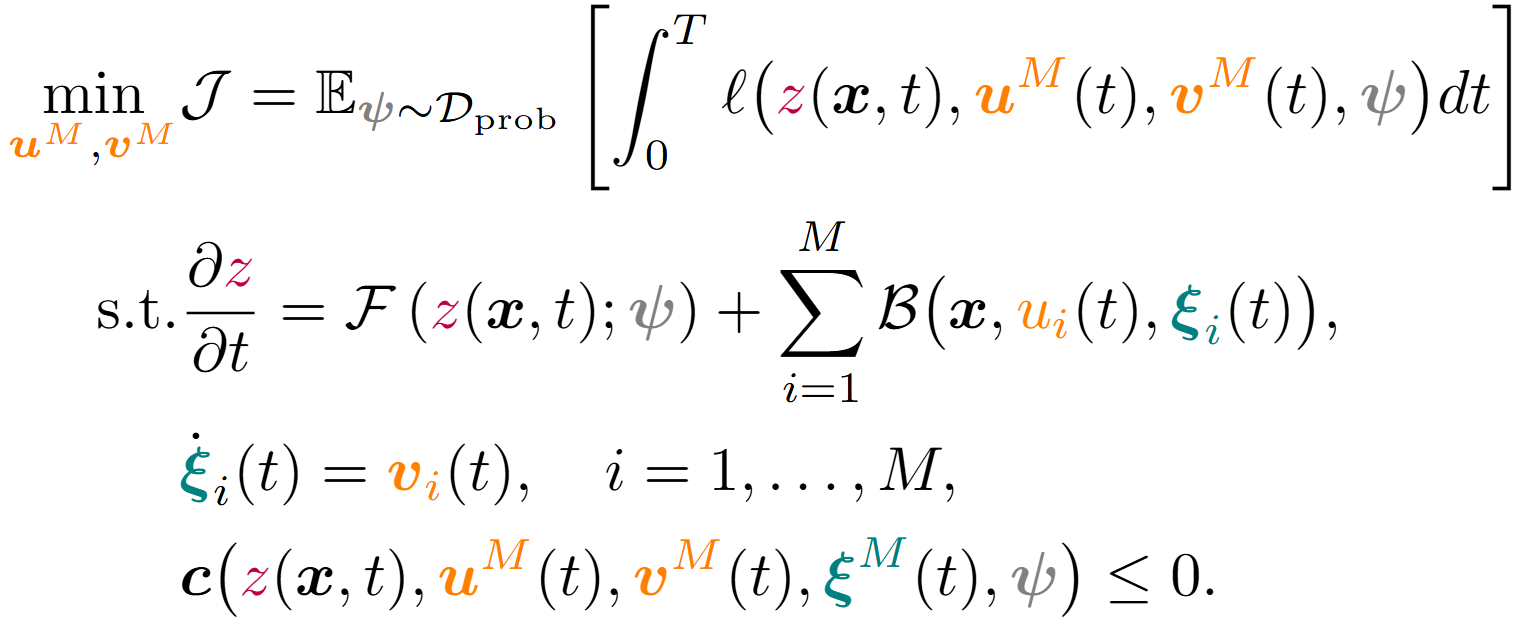 min_{𝒖^M,𝒗^M} 𝒥 = 𝔼_{𝝍∼𝒟_prob} [ ∫_0^T ℓ(z(𝒙, t), 𝒖^M(t), 𝒗^M(t), 𝝍)dt ]
s.t. ∂z/∂t = ℱ(z(𝒙, t); 𝝍) + ∑_{i=1}^M ℬ(𝒙, u_i(t), 𝝃_i(t)),
𝝃̇_i(t) = 𝒗_i(t), i = 1, . . . , M,
𝒄(z(𝒙, t), 𝒖^M(t), 𝒗^M(t), 𝝃^M(t), 𝝍) ≤ 0.